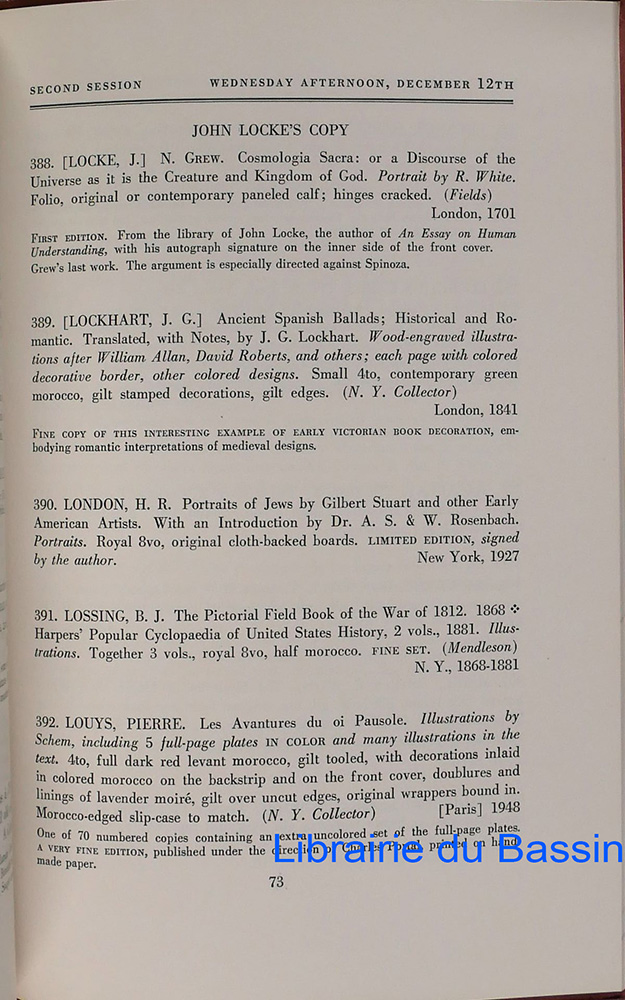 SECOND SESSION WEDNESDAY AFTERNOON, DECEMBER 12TH
JOHN LOCKE'S COPY
388. [LOCKE, J.] N. GREW. Cosmologia Sacra: or a Discourse of the
Universe as it is the Creature and Kingdom of God. Portrait by R. White.
Folio, original or contemporary paneled calf; hinges cracked. (Fields)
London, 1701
FIRST EDITION. From the library of John Locke, the author of An Essay on Human
Understanding, with his autograph signature on the inner side of the front cover.
Grew's last work. The argument is especially directed against Spinoza.
389. [LOCKHART, J. G.] Ancient Spanish Ballads; Historical and Ro-
mantic. Translated, with Notes, by J. G. Lockhart. Wood-engraved illustra-
tions after William Allan, David Roberts, and others; each page with colored
decorative border, other colored designs. Small 4to, contemporary green
morocco, gilt stamped decorations, gilt edges. (N. Y. Collector)
London, 1841
FINE COPY OF THIS INTERESTING EXAMPLE OF EARLY VICTORIAN BOOK DECORATION, em-
bodying romantic interpretations of medieval designs.
390. LONDON, H. R. Portraits of Jews by Gilbert Stuart and other Early
American Artists. With an Introduction by Dr. A. S. & W. Rosenbach.
Portraits. Royal 8vo, original cloth-backed boards. LIMITED EDITION, signed
by the author. New York, 1927
391. LOSSING, B. J. The Pictorial Field Book of the War of 1812. 1868 ⁘
Harpers' Popular Cyclopaedia of United States History, 2 vols., 1881. Illus-
trations. Together 3 vols., royal 8vo, half morocco. FINE SET. (Mendleson)
N. Y., 1868-1881
392. LOUYS, PIERRE. Les Avantures du oi Pausole. Illustrations by
Schem, including 5 full-page plates IN COLOR and many illustrations in the
text. 4to, full dark red levant morocco, gilt tooled, with decorations inlaid
in colored morocco on the backstrip and on the front cover, doublures and
linings of lavender moiré, gilt over uncut edges, original wrappers bound in.
Morocco-edged slip-case to match. (N. Y. Collector) [Paris] 1948
One of 70 numbered copies containing an extra uncolored set of the full-page plates.
A VERY FINE EDITION, published under the direction of Charles printed on hand-
made paper.
Librairie du Bassin
73